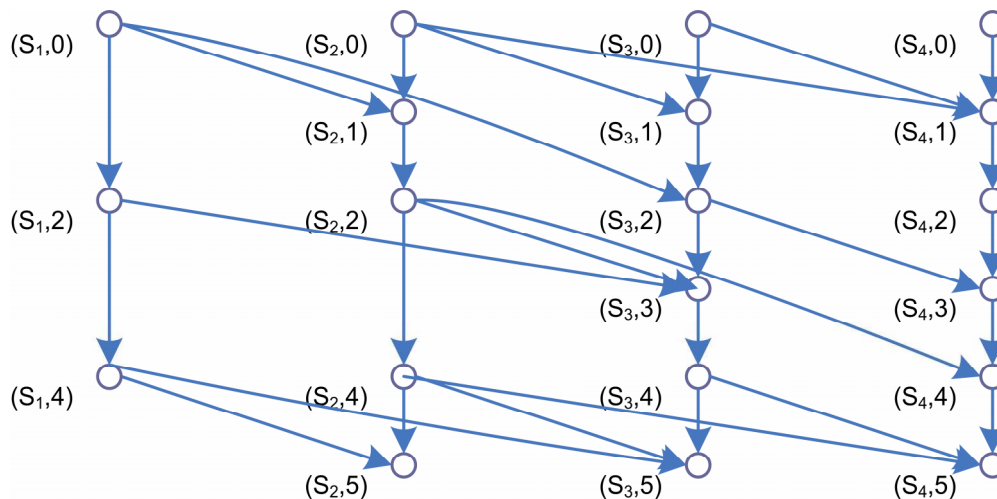 (S₁,0) (S₂,0) (S₃,0) (S₄,0)
(S₂,1) (S₃,1) (S₄,1)
(S₁,2) (S₂,2) (S₃,2) (S₄,2)
(S₃,3) (S₄,3)
(S₁,4) (S₂,4) (S₃,4) (S₄,4)
(S₂,5) (S₃,5) (S₄,5)